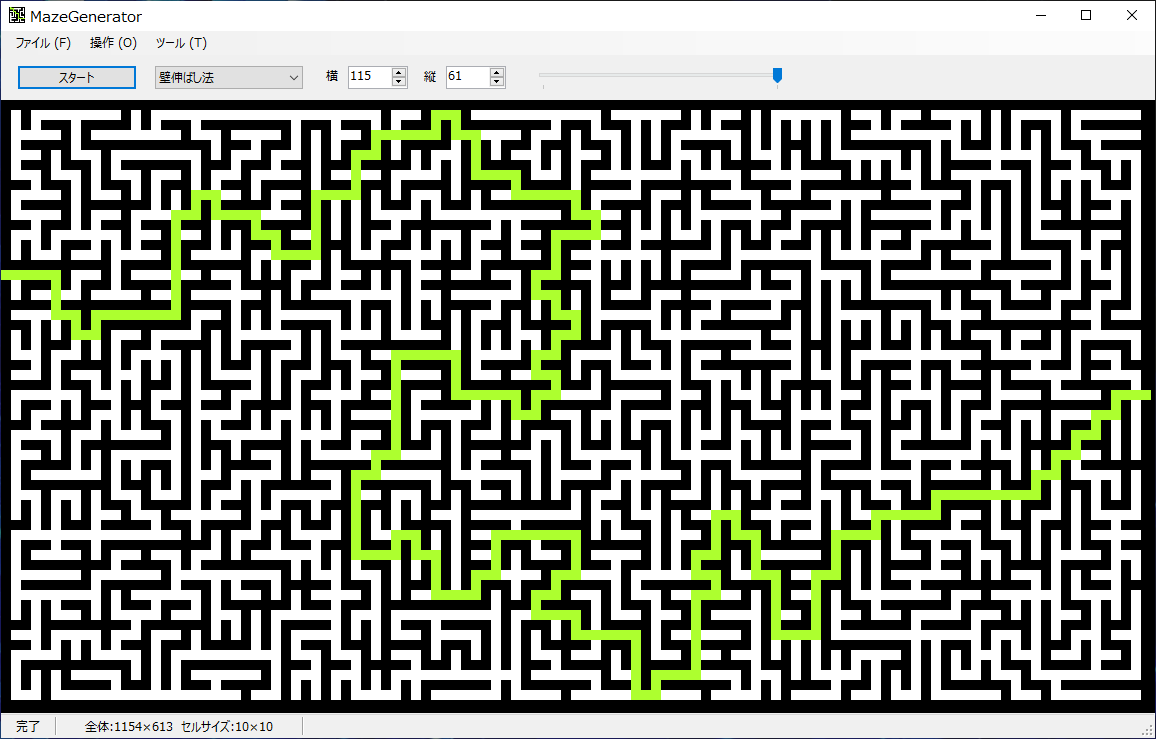 MazeGenerator
ファイル (F) 操作 (O) ツール (T)
スタート 壁伸ばし法 横 115 縦 61
完了 全体:1154×613 セルサイズ:10×10